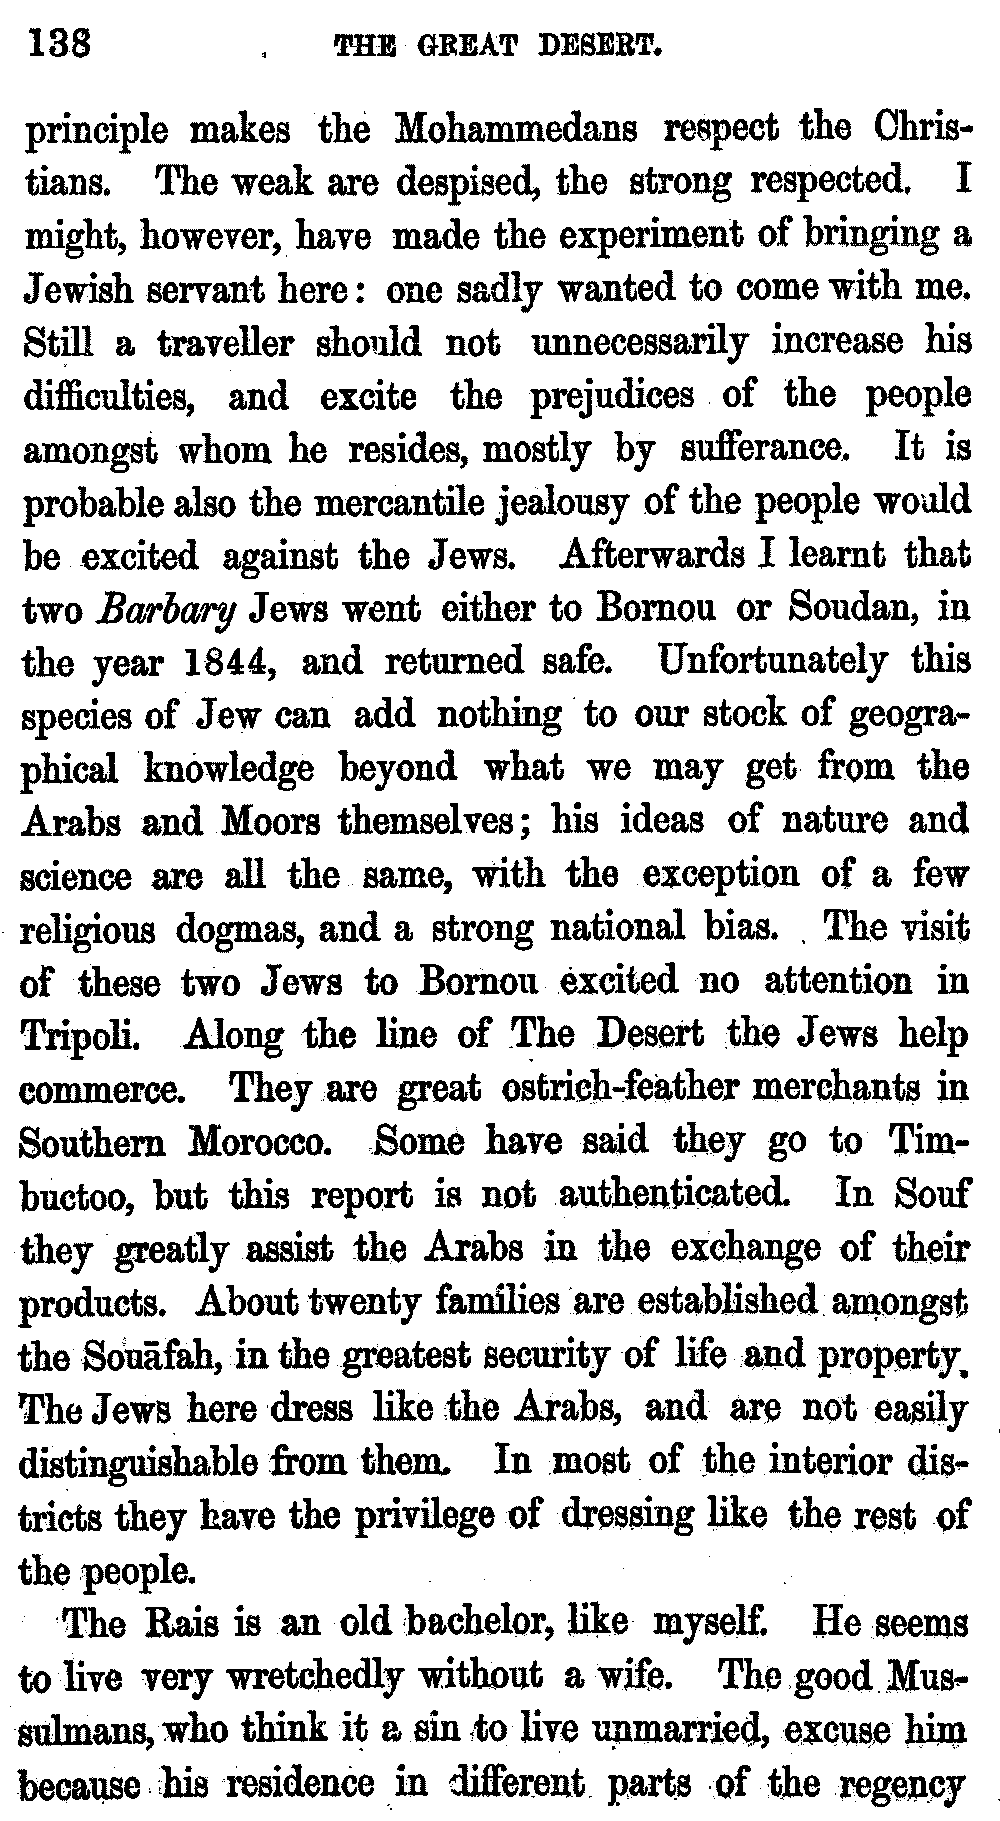 138 THE GREAT DESERT.
principle makes the Mohammedans respect the Chris-
tians. The weak are despised, the strong respected. I
might, however, have made the experiment of bringing a
Jewish servant here: one sadly wanted to come with me.
Still a traveller should not unnecessarily increase his
difficulties, and excite the prejudices of the people
amongst whom he resides, mostly by sufferance. It is
probable also the mercantile jealousy of the people would
be excited against the Jews. Afterwards I learnt that
two Barbary Jews went either to Bornou or Soudan, in
the year 1844, and returned safe. Unfortunately this
species of Jew can add nothing to our stock of geogra-
phical knowledge beyond what we may get from the
Arabs and Moors themselves; his ideas of nature and
science are all the same, with the exception of a few
religious dogmas, and a strong national bias. The visit
of these two Jews to Bornou excited no attention in
Tripoli. Along the line of The Desert the Jews help
commerce. They are great ostrich-feather merchants in
Southern Morocco. Some have said they go to Tim-
buctoo, but this report is not authenticated. In Souf
they greatly assist the Arabs in the exchange of their
products. About twenty families are established amongst
the Souāfah, in the greatest security of life and property.
The Jews here dress like the Arabs, and are not easily
distinguishable from them. In most of the interior dis-
tricts they have the privilege of dressing like the rest of
the people.
The Rais is an old bachelor, like myself. He seems
to live very wretchedly without a wife. The good Mus-
sulmans, who think it a sin to live unmarried, excuse him
because his residence in different parts of the regency